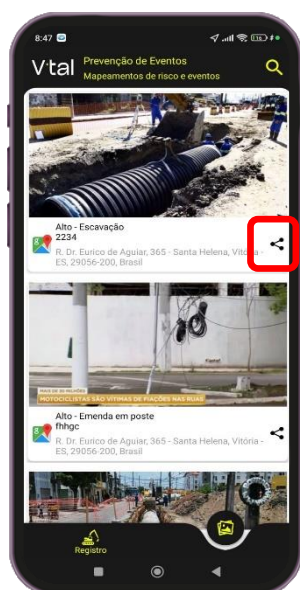 8:47
V.tal
Prevenção de Eventos
Mapeamentos de risco e eventos
Alto - Escavação
2234
R. Dr. Eurico de Aguiar, 365 - Santa Helena, Vitória -
ES, 29056-200, Brasil
MOTOCICLISTAS SÃO VÍTIMAS DE FIAÇÕES NAS RUAS
Alto - Emenda em poste
fhhgc
R. Dr. Eurico de Aguiar, 365 - Santa Helena, Vitória -
ES, 29056-200, Brasil
Registro